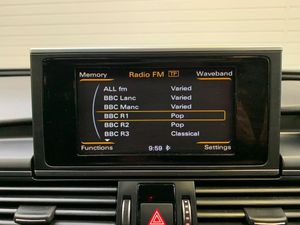 Memory Radio FM TP Waveband
ALL fm Varied
BBC Lanc Varied
BBC Manc Varied
BBC R1 Pop
BBC R2 Pop
BBC R3 Classical
Functions 9:59 Settings